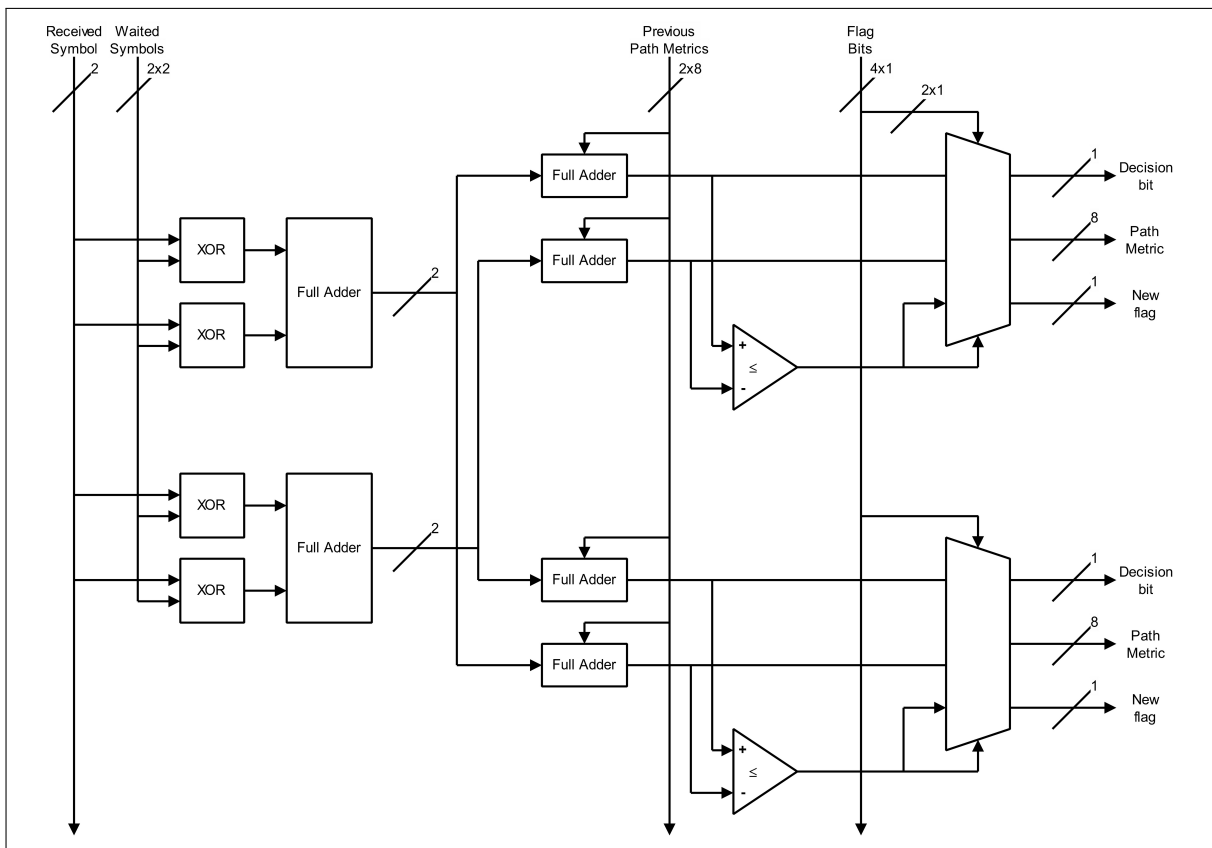 Received
Symbol
Waited
Symbols
Previous
Path Metrics
Flag
Bits
2
2x2
2x8
4x1
2x1
Full Adder
1
Decision
bit
XOR
Full Adder
8
Path
Metric
Full Adder
2
1
New
flag
XOR
+
≤
-
XOR
Full Adder
2
XOR
Full Adder
1
Decision
bit
Full Adder
8
Path
Metric
1
New
flag
+
≤
-